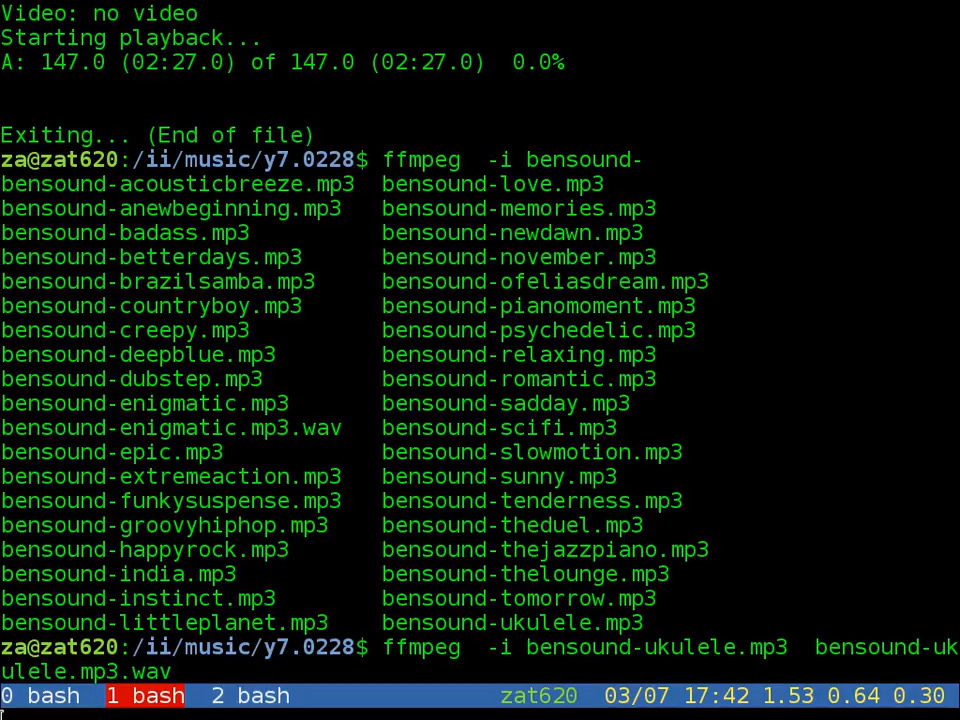 Video: no video
Starting playback...
A: 147.0 (02:27.0) of 147.0 (02:27.0)  0.0%
Exiting... (End of file)
za@zat620:/ii/music/y7.0228$ ffmpeg  -i bensound-
bensound-acousticbreeze.mp3  bensound-love.mp3
bensound-anewbeginning.mp3   bensound-memories.mp3
bensound-badass.mp3          bensound-newdawn.mp3
bensound-betterdays.mp3      bensound-november.mp3
bensound-brazilsamba.mp3     bensound-ofeliasdream.mp3
bensound-countryboy.mp3      bensound-pianomoment.mp3
bensound-creepy.mp3          bensound-psychedelic.mp3
bensound-deepblue.mp3        bensound-relaxing.mp3
bensound-dubstep.mp3         bensound-romantic.mp3
bensound-enigmatic.mp3       bensound-sadday.mp3
bensound-enigmatic.mp3.wav   bensound-scifi.mp3
bensound-epic.mp3            bensound-slowmotion.mp3
bensound-extremeaction.mp3   bensound-sunny.mp3
bensound-funkysuspense.mp3   bensound-tenderness.mp3
bensound-groovyhiphop.mp3    bensound-theduel.mp3
bensound-happyrock.mp3       bensound-thejazzpiano.mp3
bensound-india.mp3           bensound-thelounge.mp3
bensound-instinct.mp3        bensound-tomorrow.mp3
bensound-littleplanet.mp3    bensound-ukulele.mp3
za@zat620:/ii/music/y7.0228$ ffmpeg  -i bensound-ukulele.mp3  bensound-uk
ulele.mp3.wav
0 bash  1 bash  2 bash                zat620  03/07 17:42 1.53 0.64 0.30